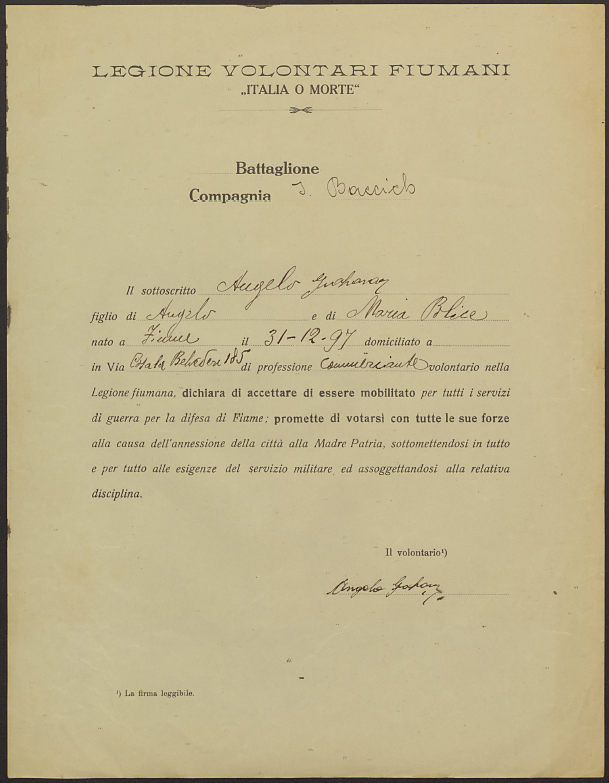 LEGIONE VOLONTARI FIUMANI
„ITALIA O MORTE“
Battaglione
Compagnia I. Baccich
Il sottoscritto Angelo
figlio di Angelo e di Maria Blice
nato a Fiume il 31-12-97 domiciliato a
in Via Cosala Belvedere 185 di professione Commerciante volontario nella
Legione fiumana, dichiara di accettare di essere mobilitato per tutti i servizi
di guerra per la difesa di Fiame; promette di votarsi con tutte le sue forze
alla causa dell'annessione della città alla Madre Patria, sottomettendosi in tutto
e per tutto alle esigenze del servizio militare ed assoggettandosi alla relativa
disciplina.
Il volontario¹)
Angelo
¹) La firma leggibile.